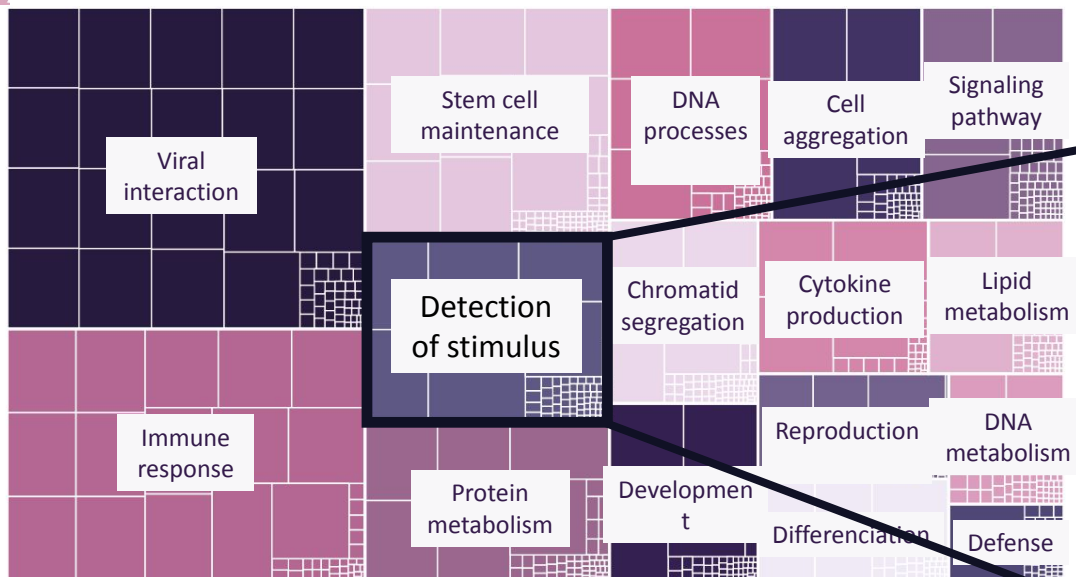 Viral
interaction
Stem cell
maintenance
DNA
processes
Cell
aggregation
Signaling
pathway
Detection
of stimulus
Chromatid
segregation
Cytokine
production
Lipid
metabolism
Immune
response
Protein
metabolism
Developmen
t
Reproduction
DNA
metabolism
Differenciation
Defense